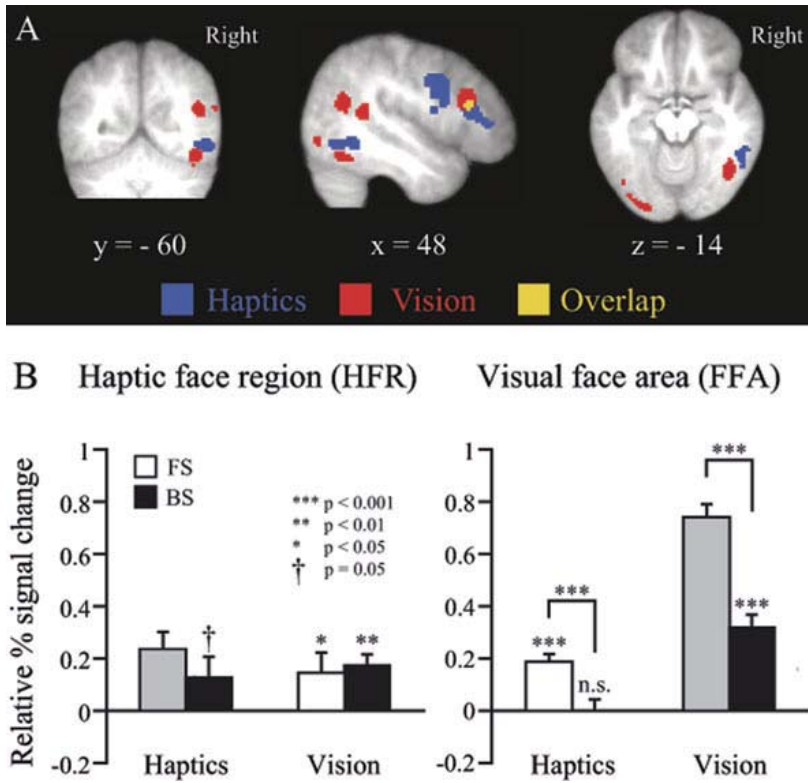 A
Right
Right
y = - 60
x = 48
z = - 14
Haptics
Vision
Overlap
B
Haptic face region (HFR)
Visual face area (FFA)
Relative % signal change
1
0.8
0.6
0.4
0.2
0
-0.2
FS
BS
*** p < 0.001
** p < 0.01
* p < 0.05
† p = 0.05
†
*
**
Haptics
Vision
1
0.8
0.6
0.4
0.2
0
-0.2
***
***
n.s.
***
***
Haptics
Vision